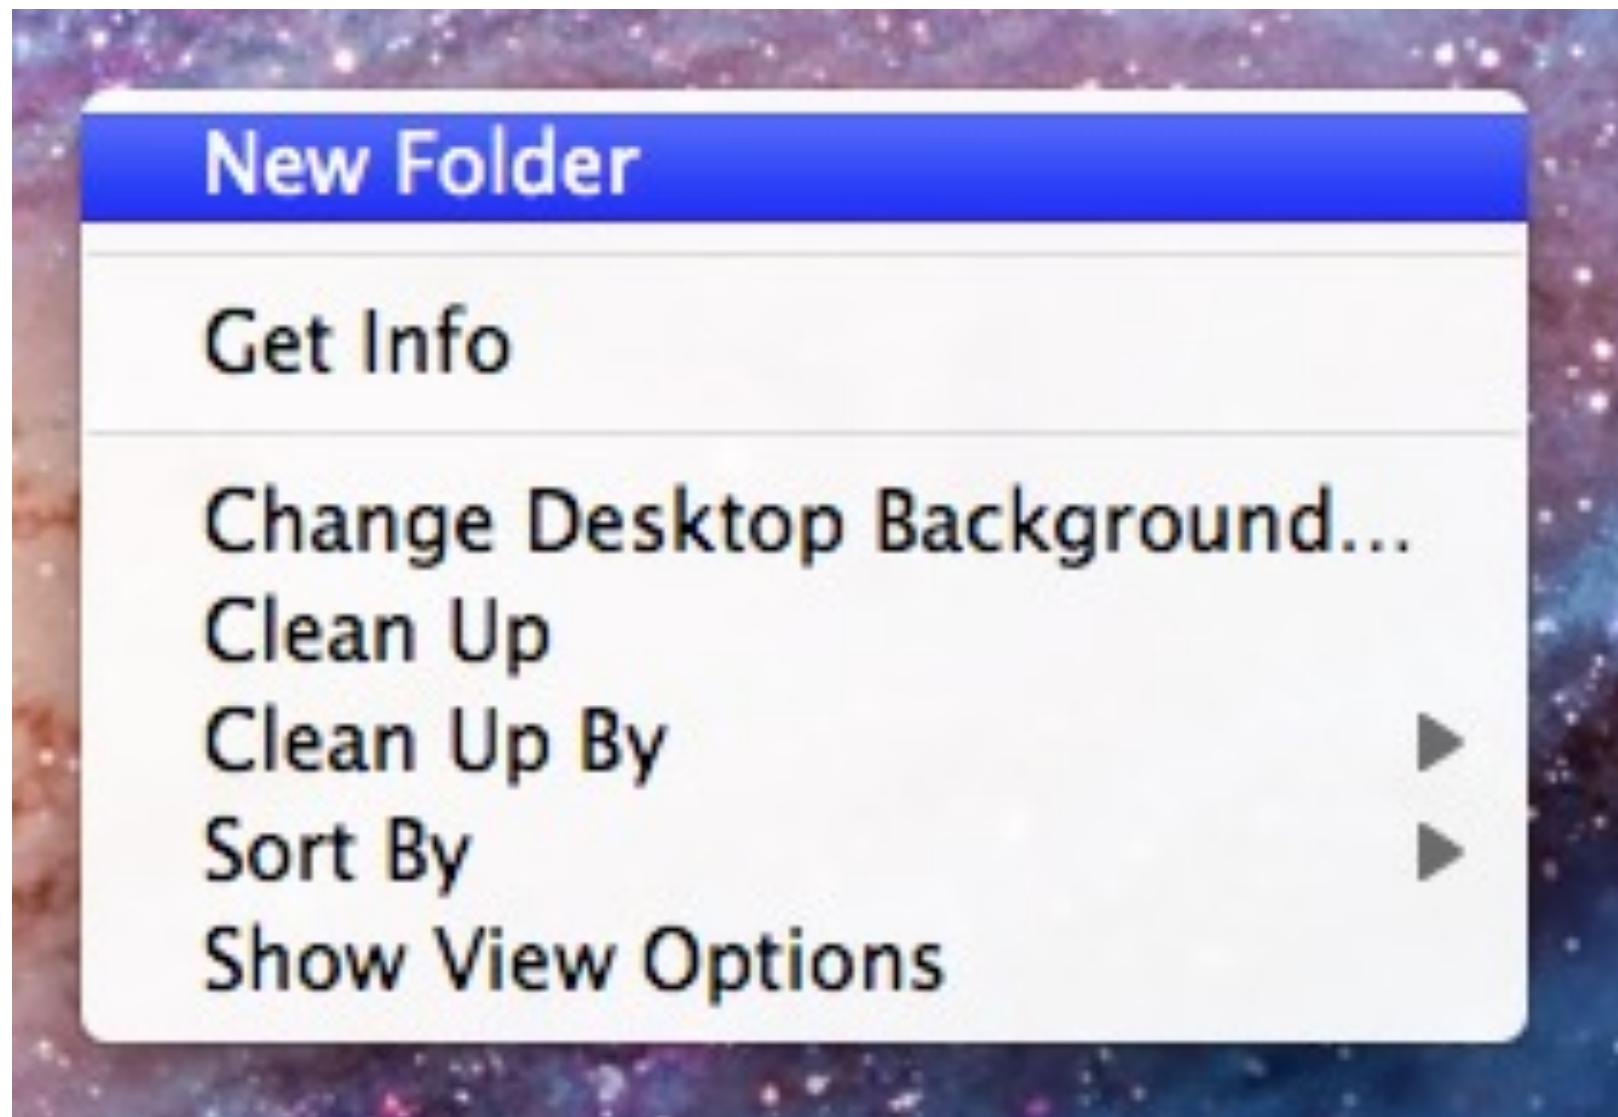 New Folder
Get Info
Change Desktop Background...
Clean Up
Clean Up By
Sort By
Show View Options